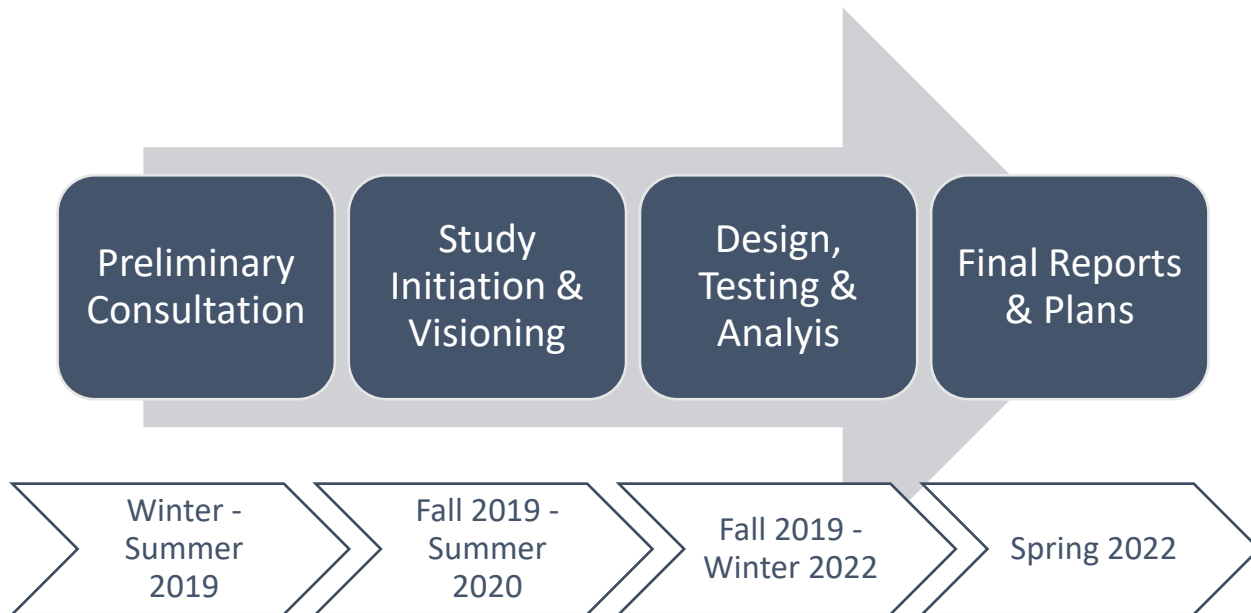 Preliminary
Consultation
Study
Initiation &
Visioning
Design,
Testing &
Analyis
Final Reports
& Plans
Winter -
Summer
2019
Fall 2019 -
Summer
2020
Fall 2019 -
Winter 2022
Spring 2022